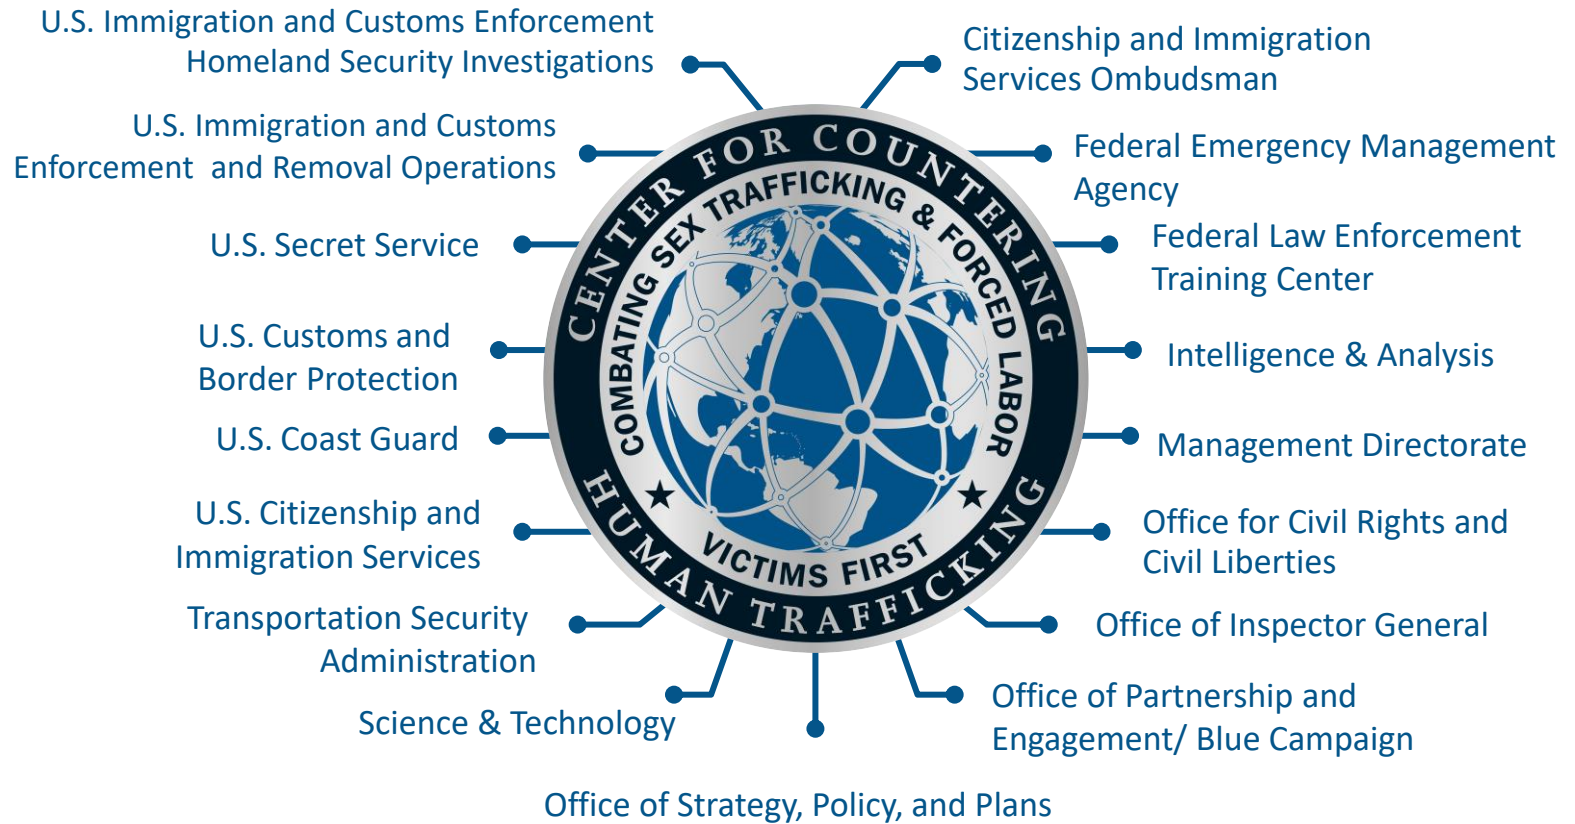 U.S. Immigration and Customs Enforcement
Homeland Security Investigations
U.S. Immigration and Customs
Enforcement  and Removal Operations
U.S. Secret Service
U.S. Customs and
Border Protection
U.S. Coast Guard
U.S. Citizenship and
Immigration Services
Transportation Security
Administration
Science & Technology
Office of Strategy, Policy, and Plans
Citizenship and Immigration
Services Ombudsman
Federal Emergency Management
Agency
Federal Law Enforcement
Training Center
Intelligence & Analysis
Management Directorate
Office for Civil Rights and
Civil Liberties
Office of Inspector General
Office of Partnership and
Engagement/ Blue Campaign
CENTER FOR COUNTERING
HUMAN TRAFFICKING
COMBATING SEX TRAFFICKING & FORCED LABOR
VICTIMS FIRST